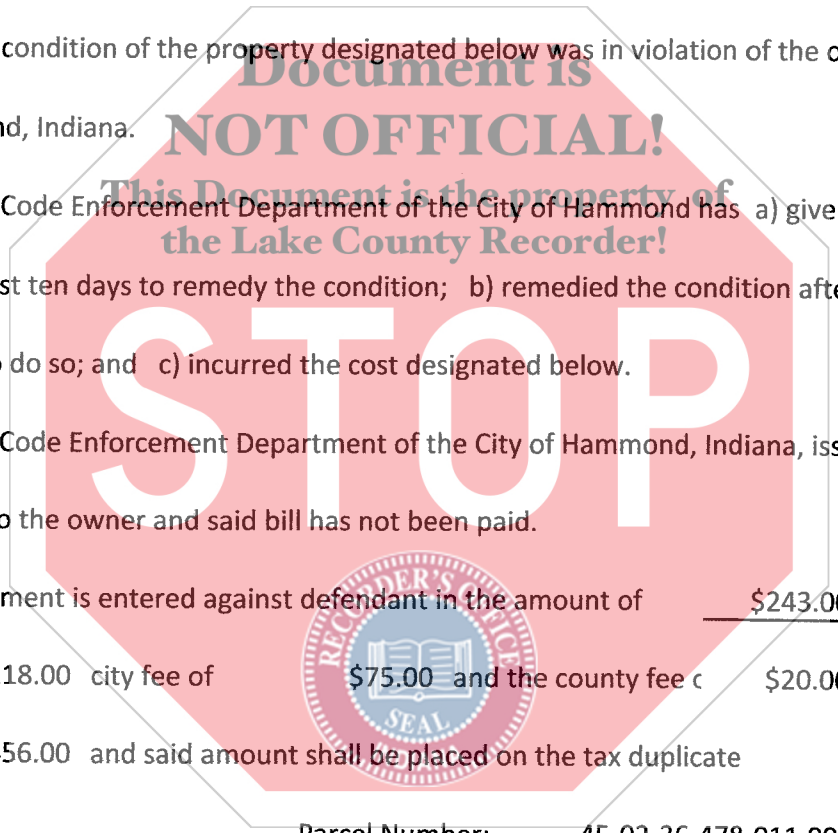 condition of the property designated below was in violation of the o
Document is
nd, Indiana.
NOT OFFICIAL!
This Document is the property of
Code Enforcement Department of the City of Hammond has a) give
the Lake County Recorder!
st ten days to remedy the condition; b) remedied the condition afte
do so; and c) incurred the cost designated below.
STOP
Code Enforcement Department of the City of Hammond, Indiana, iss
o the owner and said bill has not been paid.
RECORDER'S OFFICE
ment is entered against defendant in the amount of $243.00
18.00 city fee of $75.00 and the county fee o $20.00
SEAL
56.00 and said amount shall be placed on the tax duplicate
Parcel Number: